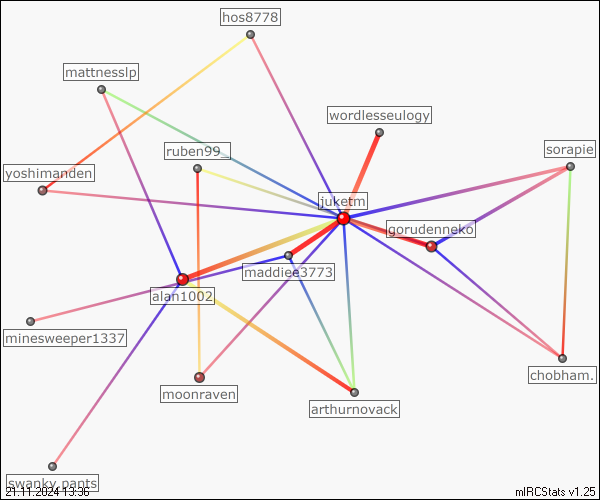 hos8778
mattnesslp
wordlesseulogy
ruben99_
sorapie
yoshimanden
juketm
gorudenneko
maddiee3773
alan1002
minesweeper1337
chobham.
moonraven
arthurnovack
swanky.pants
21.11.2024 13:36
mIRCStats v1.25